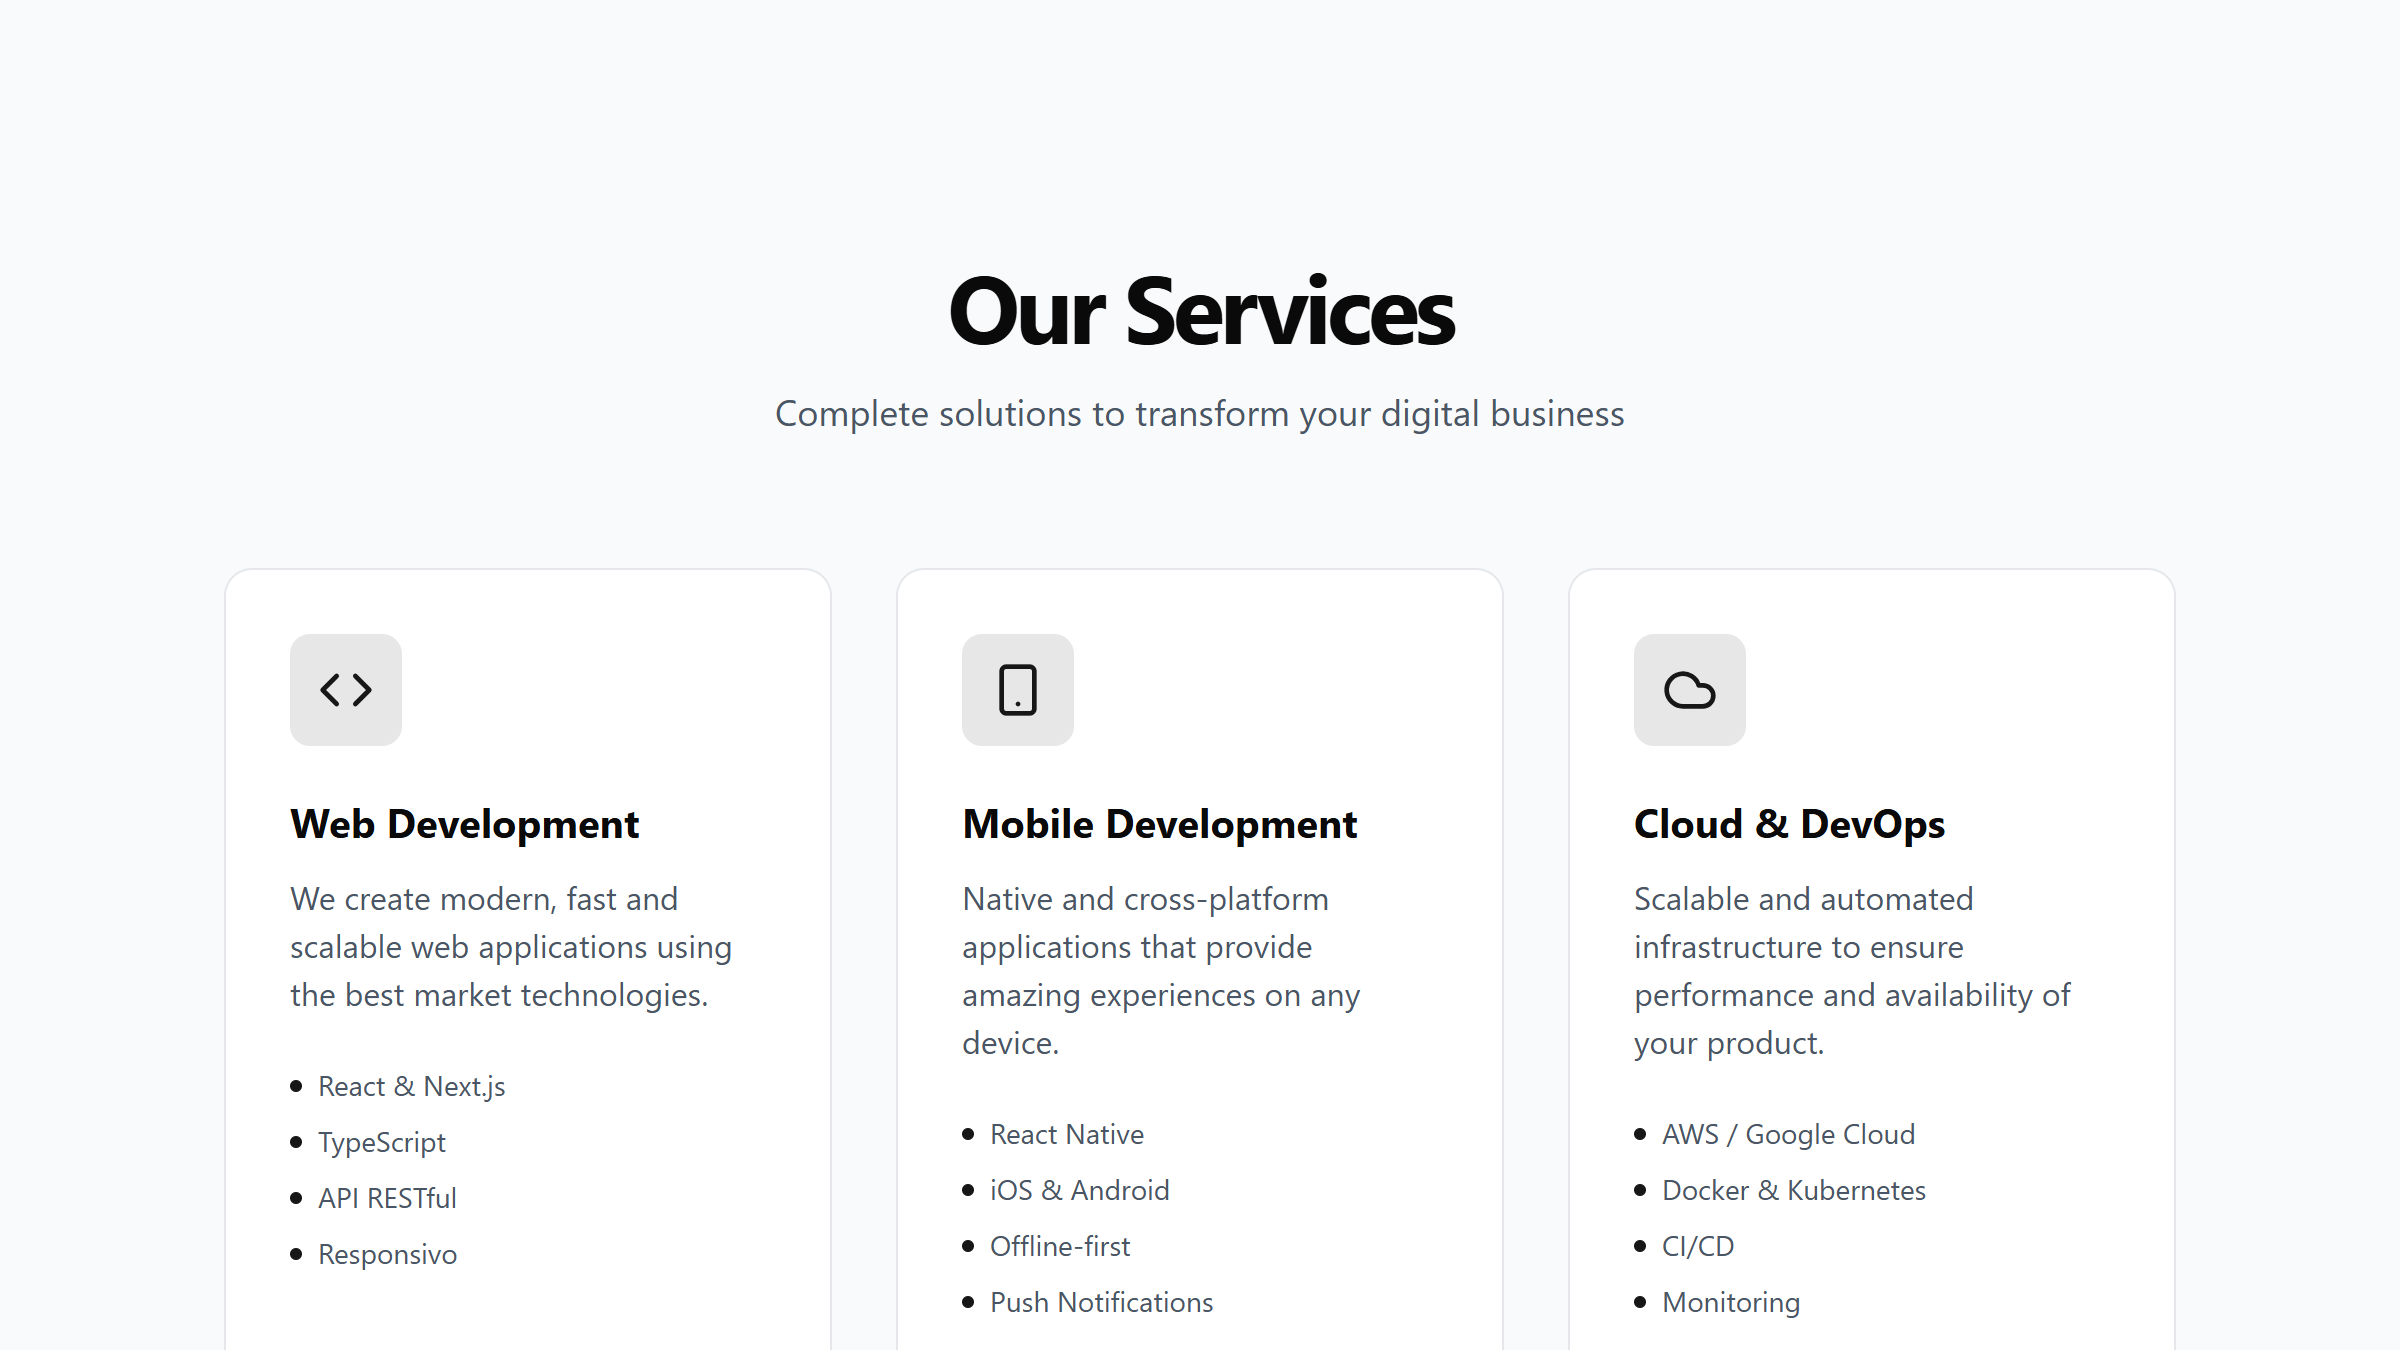 Our Services
Complete solutions to transform your digital business
Web Development
We create modern, fast and
scalable web applications using
the best market technologies.
React & Next.js
TypeScript
API RESTful
Responsivo
Mobile Development
Native and cross-platform
applications that provide
amazing experiences on any
device.
React Native
iOS & Android
Offline-first
Push Notifications
Cloud & DevOps
Scalable and automated
infrastructure to ensure
performance and availability of
your product.
AWS / Google Cloud
Docker & Kubernetes
CI/CD
Monitoring